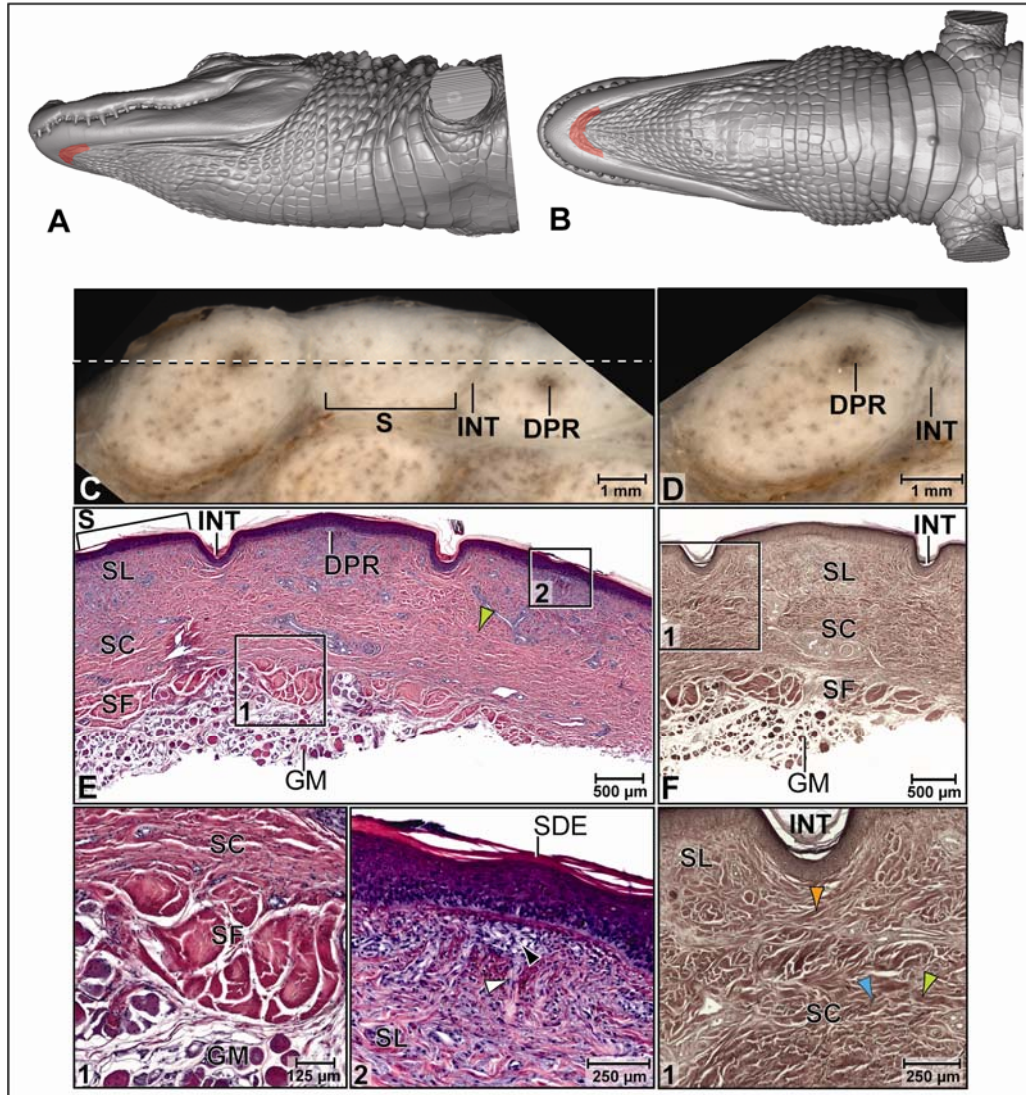 A
B
S
INT
DPR
C
1 mm
DPR
INT
D
1 mm
S
INT
DPR
SL
2
SC
1
SF
GM
E
500 µm
INT
SL
1
SC
SF
GM
F
500 µm
SC
SF
GM
1
125 µm
SDE
SL
2
250 µm
INT
SL
SC
1
250 µm